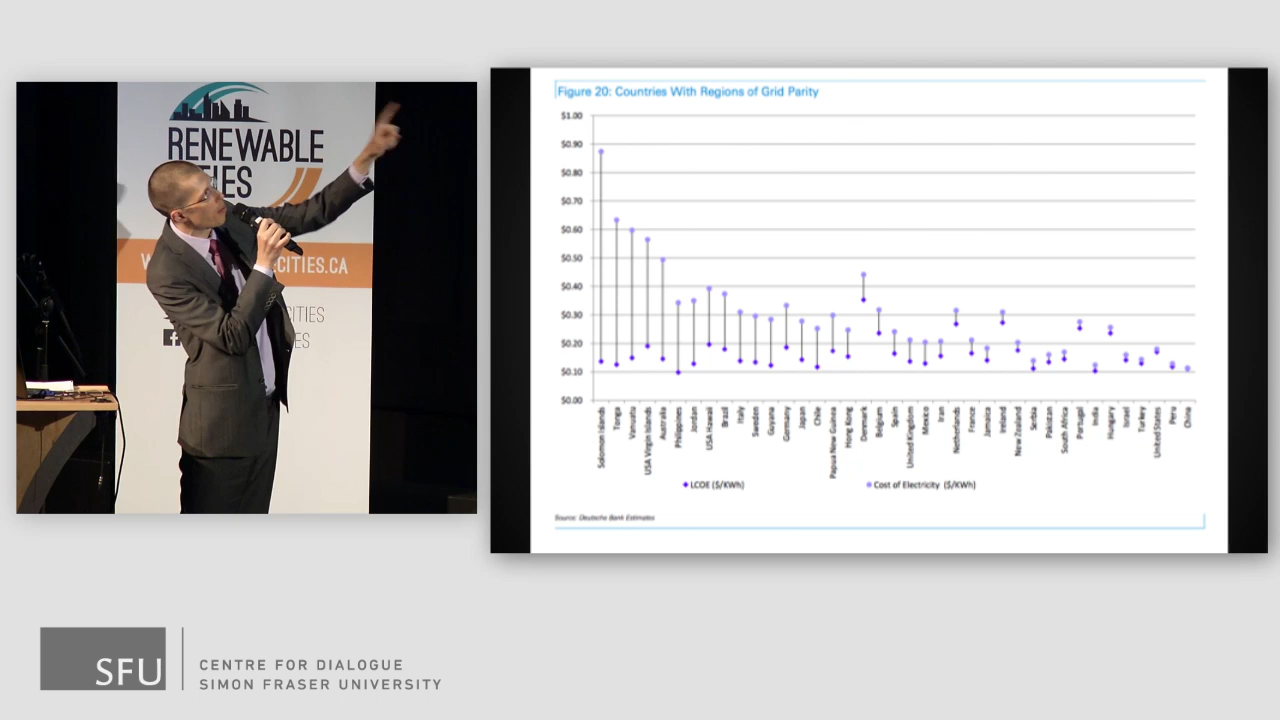 RENEWABLE
CITIES.CA
CITIES
Figure 20: Countries With Regions of Grid Parity
$1.00
$0.90
$0.80
$0.70
$0.60
$0.50
$0.40
$0.30
$0.20
$0.10
$0.00
Solomon Islands
Tonga
Vanuatu
USA Virgin Islands
Australia
Philippines
Jordan
USA Hawaii
Brazil
Italy
Sweden
Guyana
Germany
Japan
Chile
Papua New Guinea
Hong Kong
Denmark
Belgium
Spain
United Kingdom
Mexico
Iran
Netherlands
France
Jamaica
Ireland
New Zealand
Serbia
Pakistan
South Africa
Portugal
India
Hungary
Israel
Turkey
United States
Peru
China
LCOE ($/KWh)
Cost of Electricity ($/KWh)
Source: Deutsche Bank Estimates
SFU
CENTRE FOR DIALOGUE
SIMON FRASER UNIVERSITY